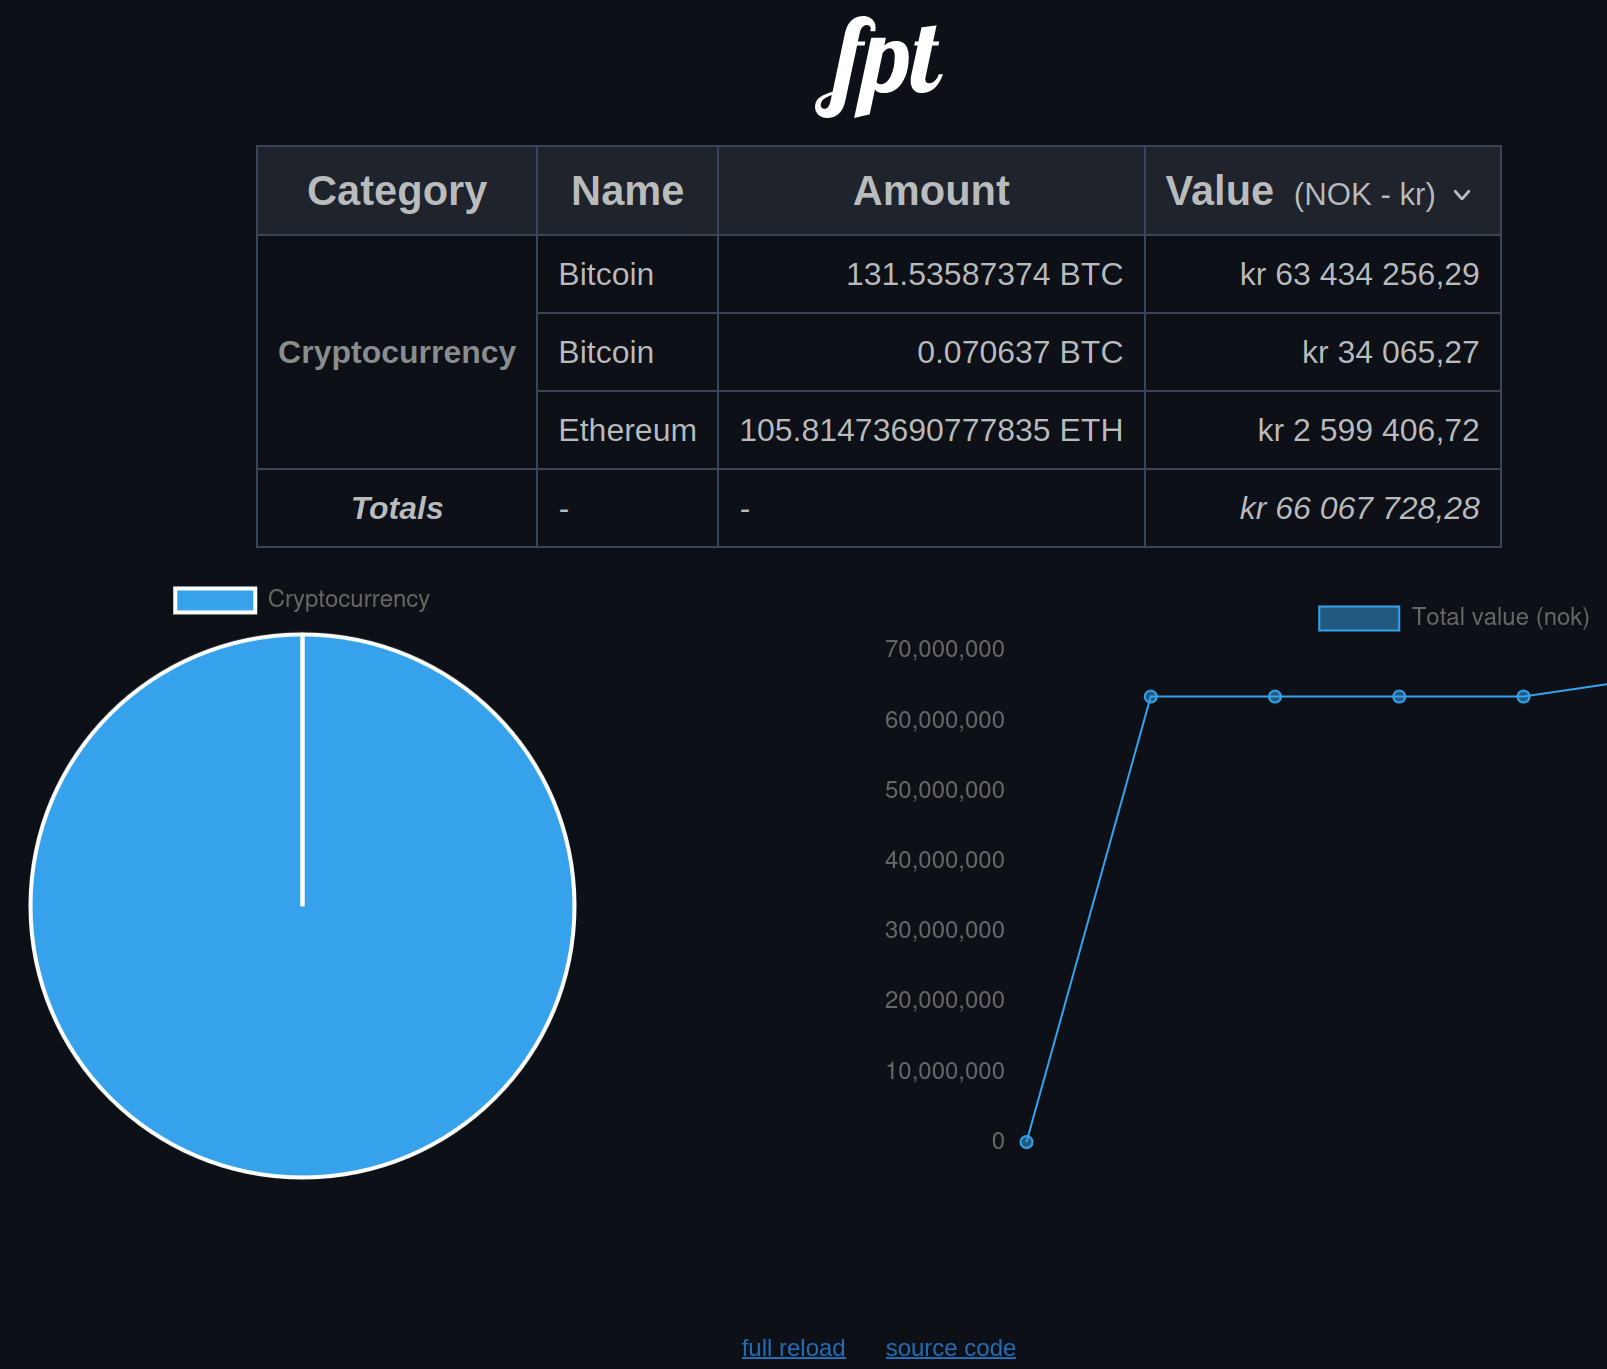 fpt
Category Name Amount Value (NOK - kr)
Bitcoin 131.53587374 BTC kr 63 434 256,29
Cryptocurrency Bitcoin 0.070637 BTC kr 34 065,27
Ethereum 105.81473690777835 ETH kr 2 599 406,72
Totals - - kr 66 067 728,28
Cryptocurrency
Total value (nok)
70,000,000
60,000,000
50,000,000
40,000,000
30,000,000
20,000,000
10,000,000
0
full reload source code